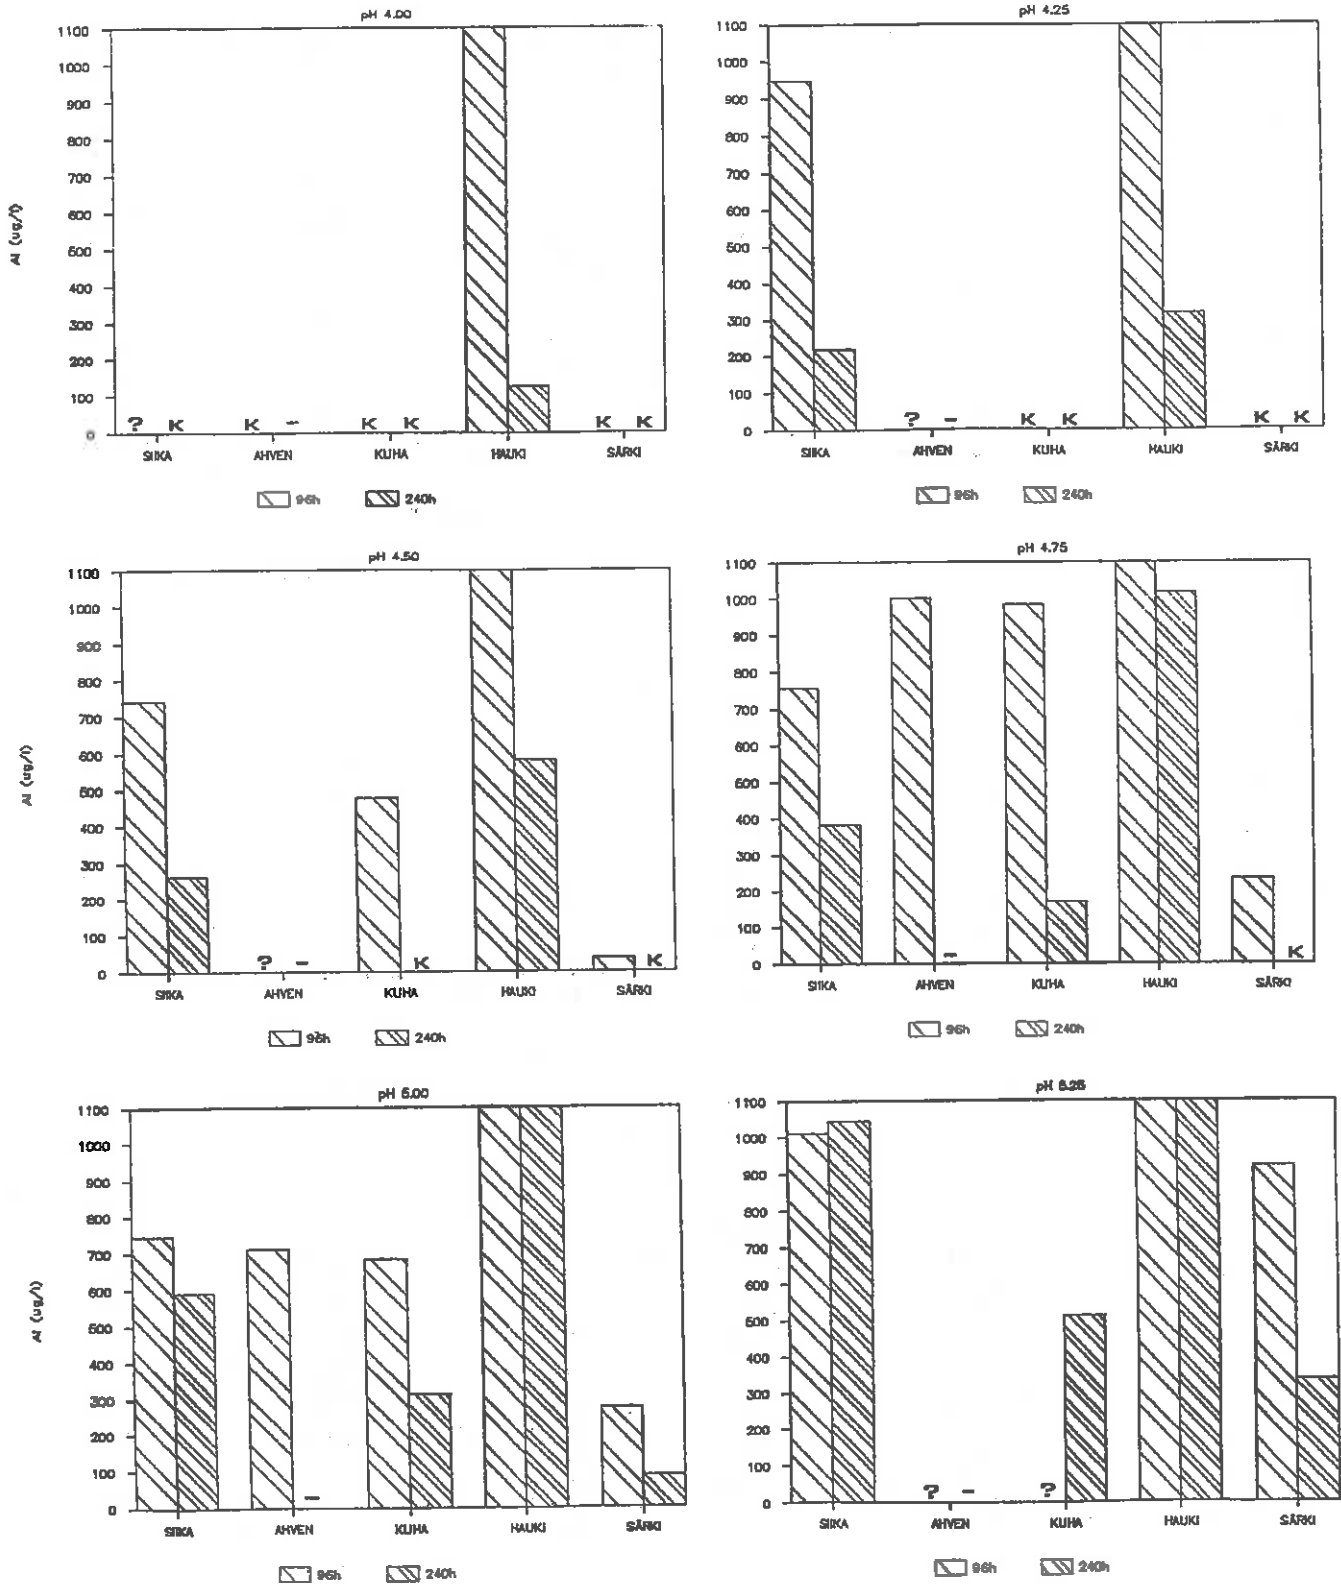 pH 4.00
1100
1000
900
800
700
600
500
400
300
200
100
0
Al (ug/l)
? K K – K K K K
SIIKA AHVEN KUHA HAUKI SÄRKI
96h 240h
pH 4.25
1100
1000
900
800
700
600
500
400
300
200
100
0
? – K K K K
SIIKA AHVEN KUHA HAUKI SÄRKI
96h 240h
pH 4.50
1100
1000
900
800
700
600
500
400
300
200
100
0
Al (ug/l)
? – K K
SIIKA AHVEN KUHA HAUKI SÄRKI
96h 240h
pH 4.75
1100
1000
900
800
700
600
500
400
300
200
100
0
– K
SIIKA AHVEN KUHA HAUKI SÄRKI
96h 240h
pH 5.00
1100
1000
900
800
700
600
500
400
300
200
100
0
Al (ug/l)
–
SIIKA AHVEN KUHA HAUKI SÄRKI
96h 240h
pH 5.25
1100
1000
900
800
700
600
500
400
300
200
100
0
? – ?
SIIKA AHVEN KUHA HAUKI SÄRKI
96h 240h